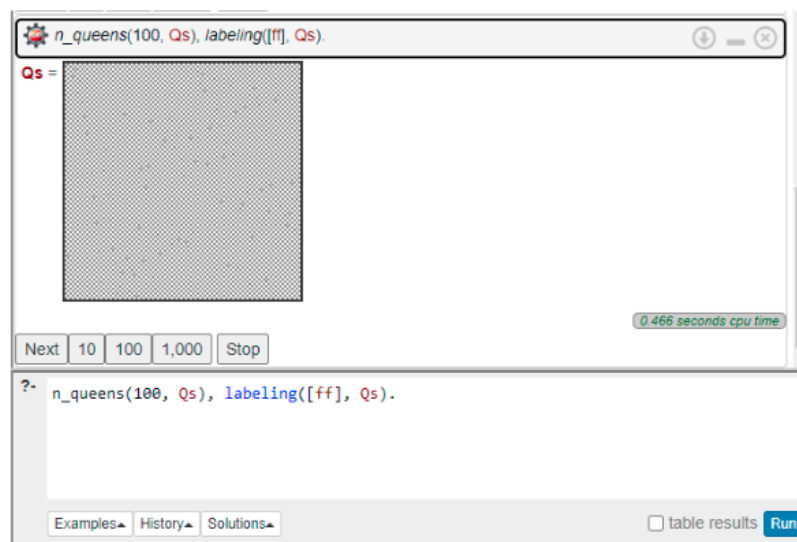 n_queens(100, Qs), labeling([ff], Qs).
Qs =
0.466 seconds cpu time
Next 10 100 1,000 Stop
?- n_queens(100, Qs), labeling([ff], Qs).
Examples History Solutions table results Run